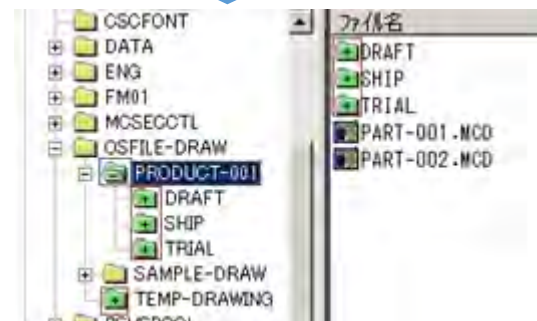 CSCFONT
DATA
ENG
FM01
MCSECCTL
OSFILE-DRAW
PRODUCT-001
DRAFT
SHIP
TRIAL
SAMPLE-DRAW
TEMP-DRAWING
ファイル名
DRAFT
SHIP
TRIAL
PART-001.MCD
PART-002.MCD